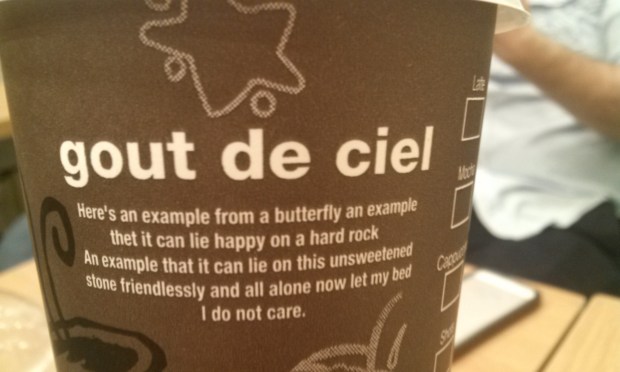 gout de ciel
Here's an example from a butterfly an example
thet it can lie happy on a hard rock
An example that it can lie on this unsweetened
stone friendlessly and all alone now let my bed
I do not care.
Latte
Mocha